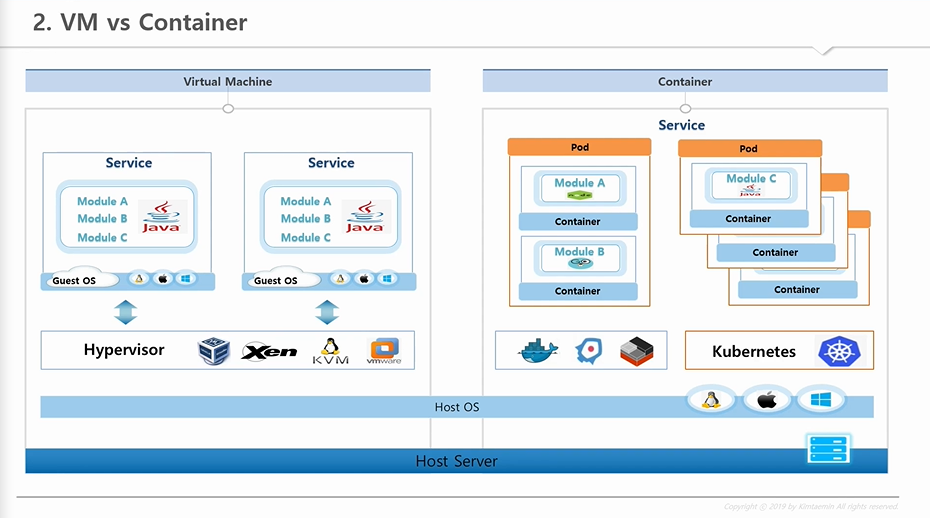 2. VM vs Container
Virtual Machine
Container
Service
Module A
Module B
Module C
Java
Guest OS
Service
Module A
Module B
Module C
Java
Guest OS
Hypervisor
Xen
KVM
vmware
Service
Pod
Module A
Container
Module B
Container
Pod
Module C
Java
Container
Container
Container
Kubernetes
Host OS
Host Server
Copyright ⓒ 2019 by Kimtaemin All rights reserved